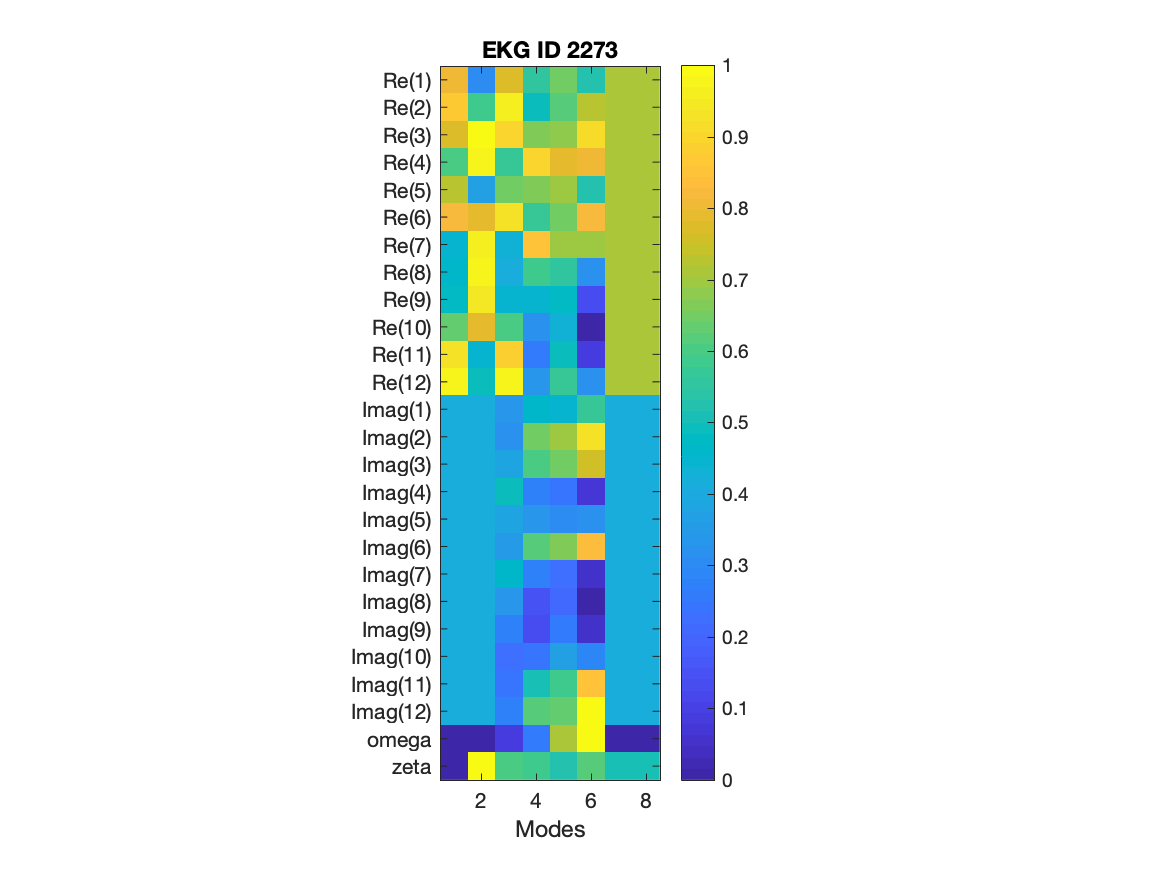 EKG ID 2273
Re(1)
Re(2)
Re(3)
Re(4)
Re(5)
Re(6)
Re(7)
Re(8)
Re(9)
Re(10)
Re(11)
Re(12)
Imag(1)
Imag(2)
Imag(3)
Imag(4)
Imag(5)
Imag(6)
Imag(7)
Imag(8)
Imag(9)
Imag(10)
Imag(11)
Imag(12)
omega
zeta
2 4 6 8
Modes
1
0.9
0.8
0.7
0.6
0.5
0.4
0.3
0.2
0.1
0